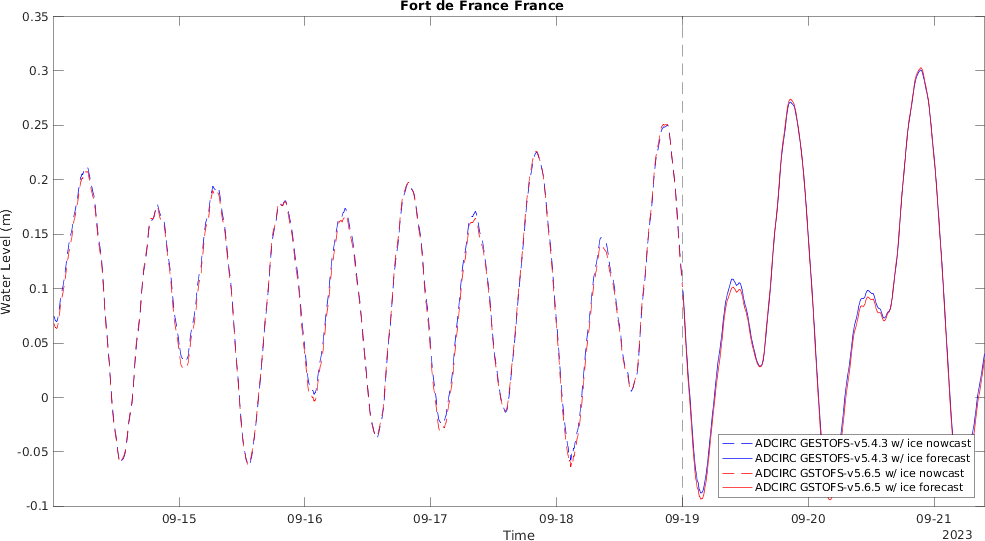 Fort de France France
0.35
0.3
0.25
0.2
0.15
0.1
0.05
0
-0.05
-0.1
Water Level (m)
ADCIRC GESTOFS-v5.4.3 w/ ice nowcast
ADCIRC GESTOFS-v5.4.3 w/ ice forecast
ADCIRC GSTOFS-v5.6.5 w/ ice nowcast
ADCIRC GSTOFS-v5.6.5 w/ ice forecast
09-15 09-16 09-17 09-18 09-19 09-20 09-21
Time
2023